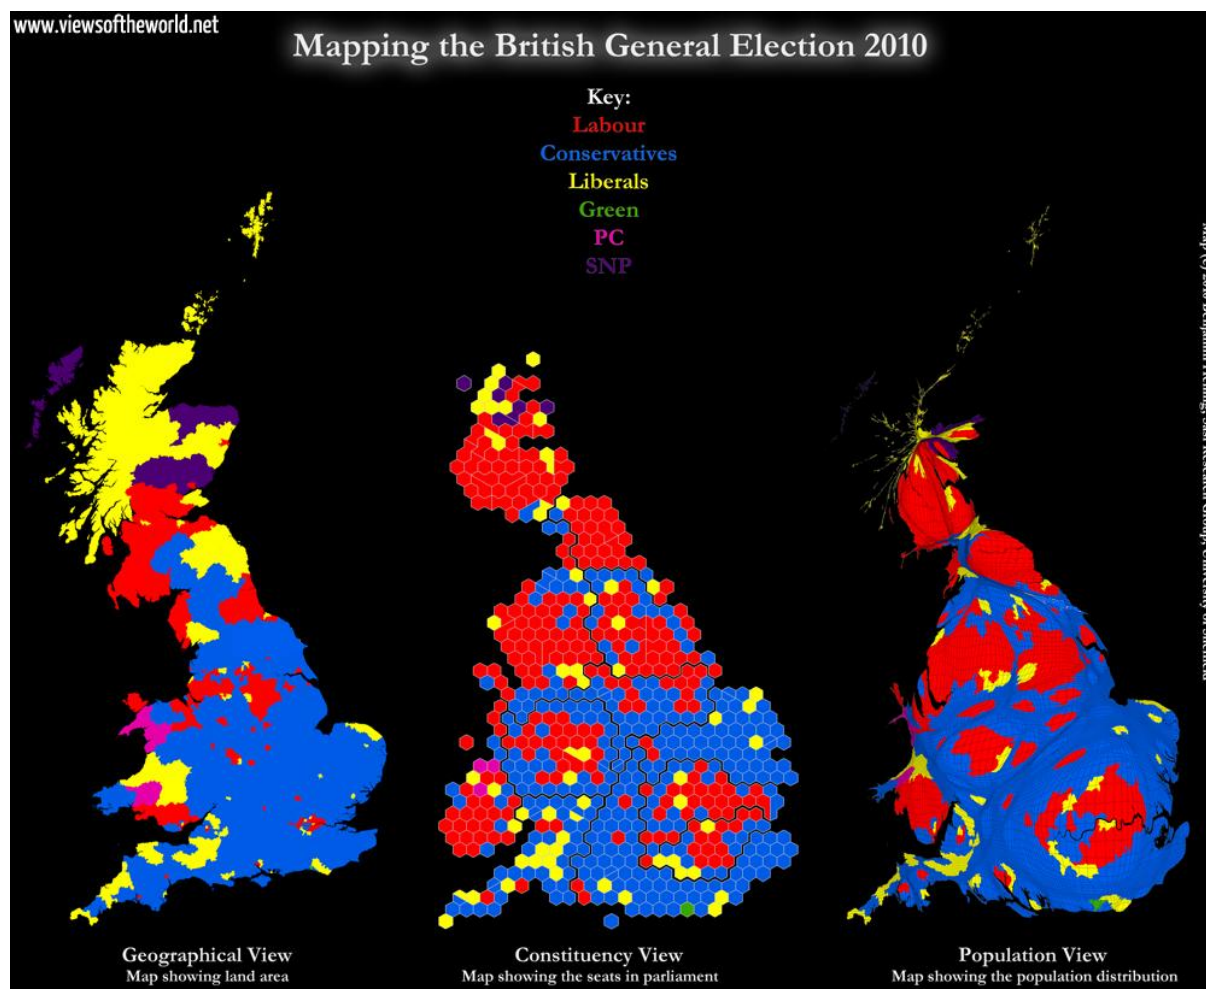 www.viewsoftheworld.net
Mapping the British General Election 2010
Key:
Labour
Conservatives
Liberals
Green
PC
SNP
Geographical View
Map showing land area
Constituency View
Map showing the seats in parliament
Population View
Map showing the population distribution